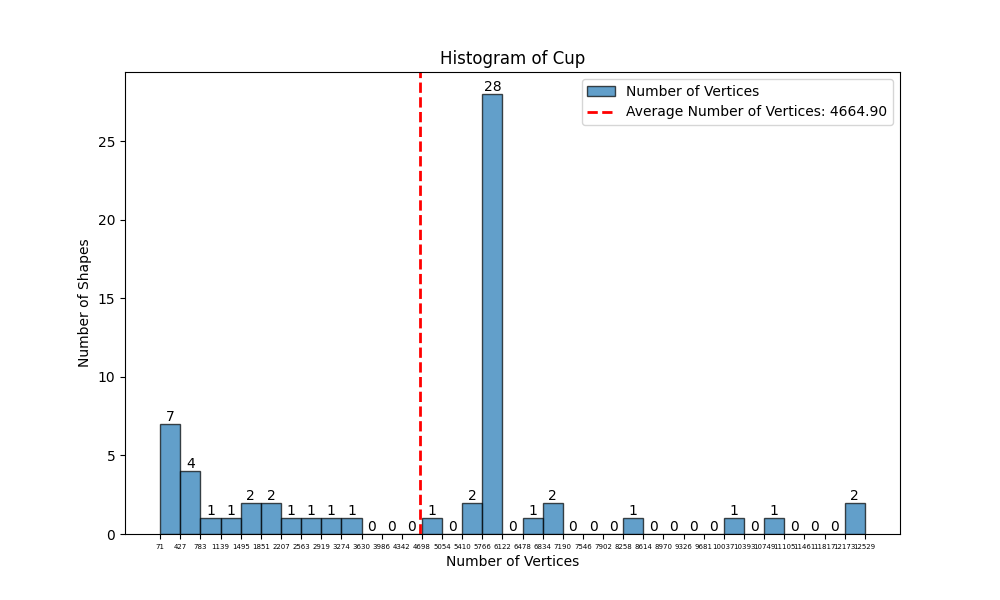 Histogram of Cup
Number of Vertices
Average Number of Vertices: 4664.90
Number of Shapes
25
20
15
10
5
0
7 4 1 1 2 2 1 1 1 1 0 0 0 1 0 2 28 0 1 2 0 0 0 1 0 0 0 0 1 0 1 0 0 0 2
71 427 783 1139 1495 1851 2207 2563 2919 3274 3630 3986 4342 4698 5054 5410 5766 6122 6478 6834 7190 7546 7902 8258 8614 8970 9326 9681 10037 10393 10749 11105 11461 11817 12173 12529
Number of Vertices